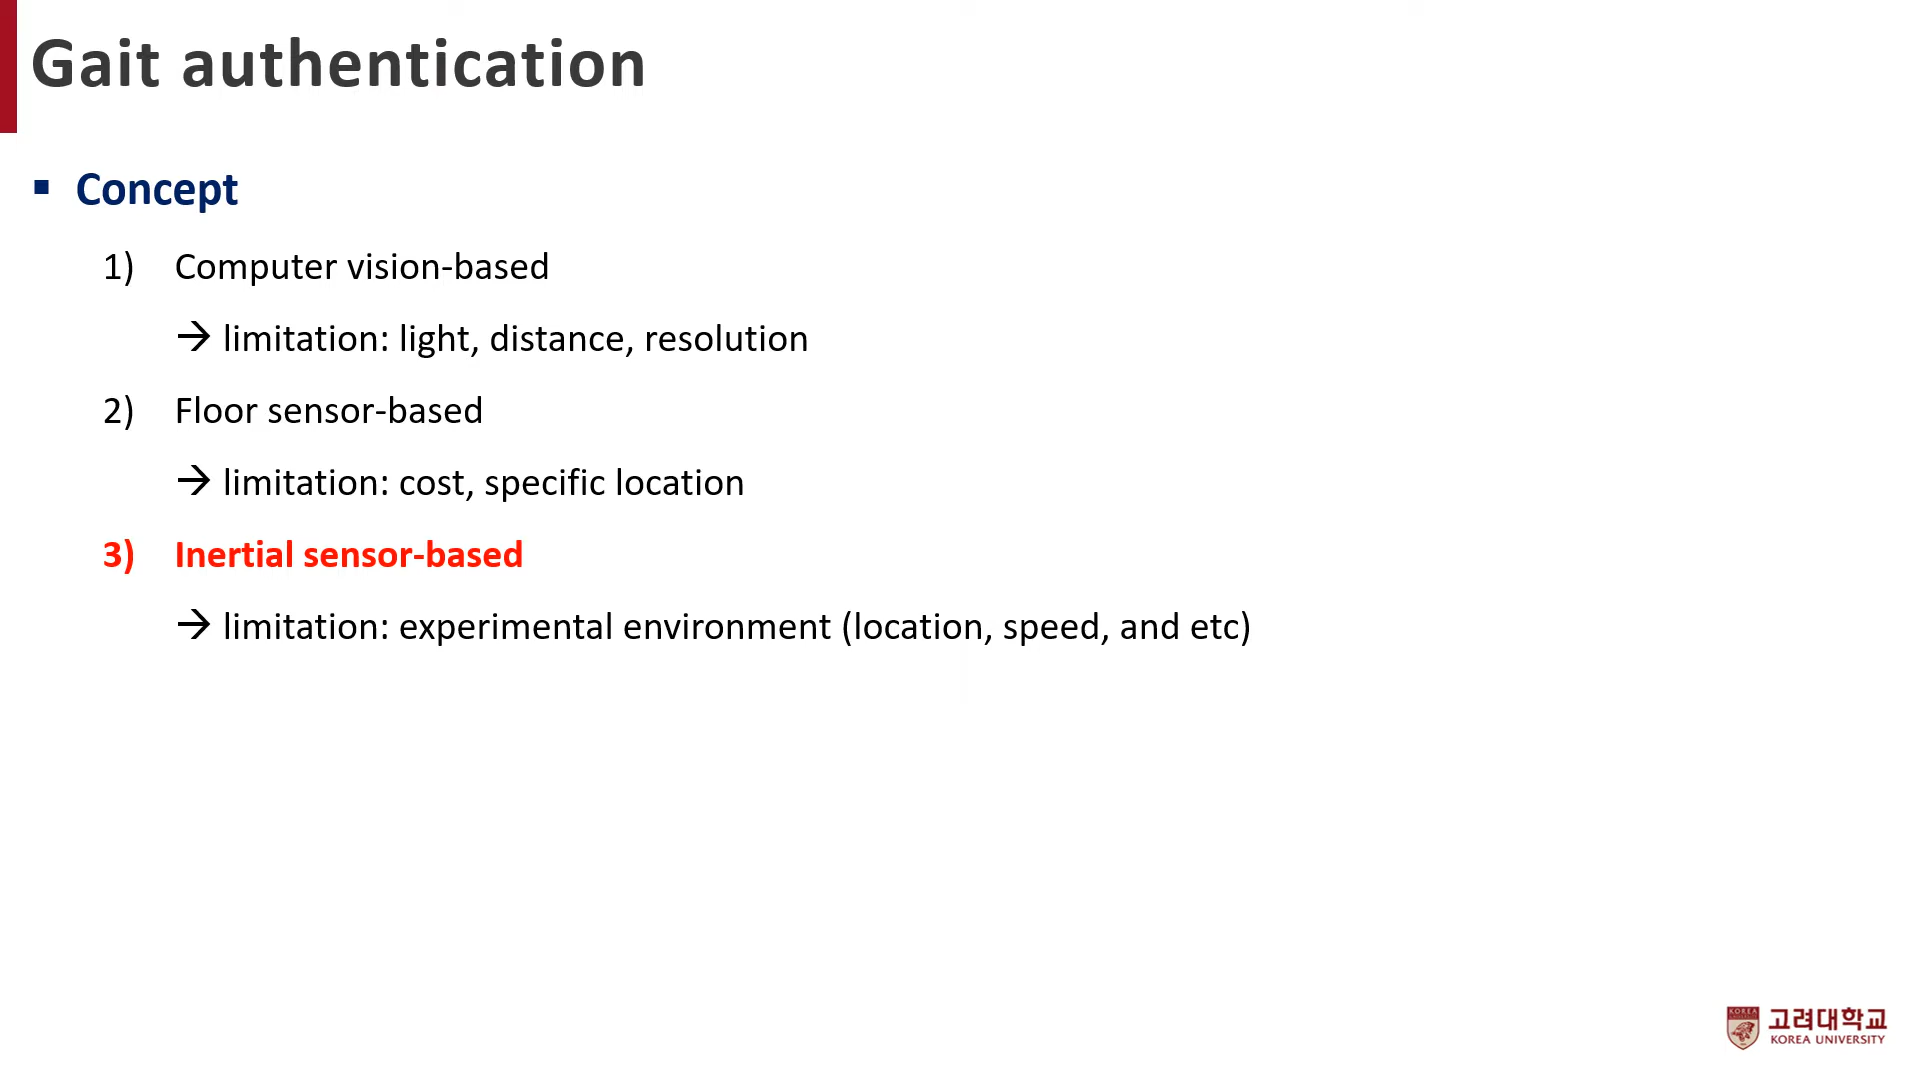 Gait authentication
▪ Concept
1) Computer vision-based
→ limitation: light, distance, resolution
2) Floor sensor-based
→ limitation: cost, specific location
3) Inertial sensor-based
→ limitation: experimental environment (location, speed, and etc)
KOREA
고려대학교
KOREA UNIVERSITY